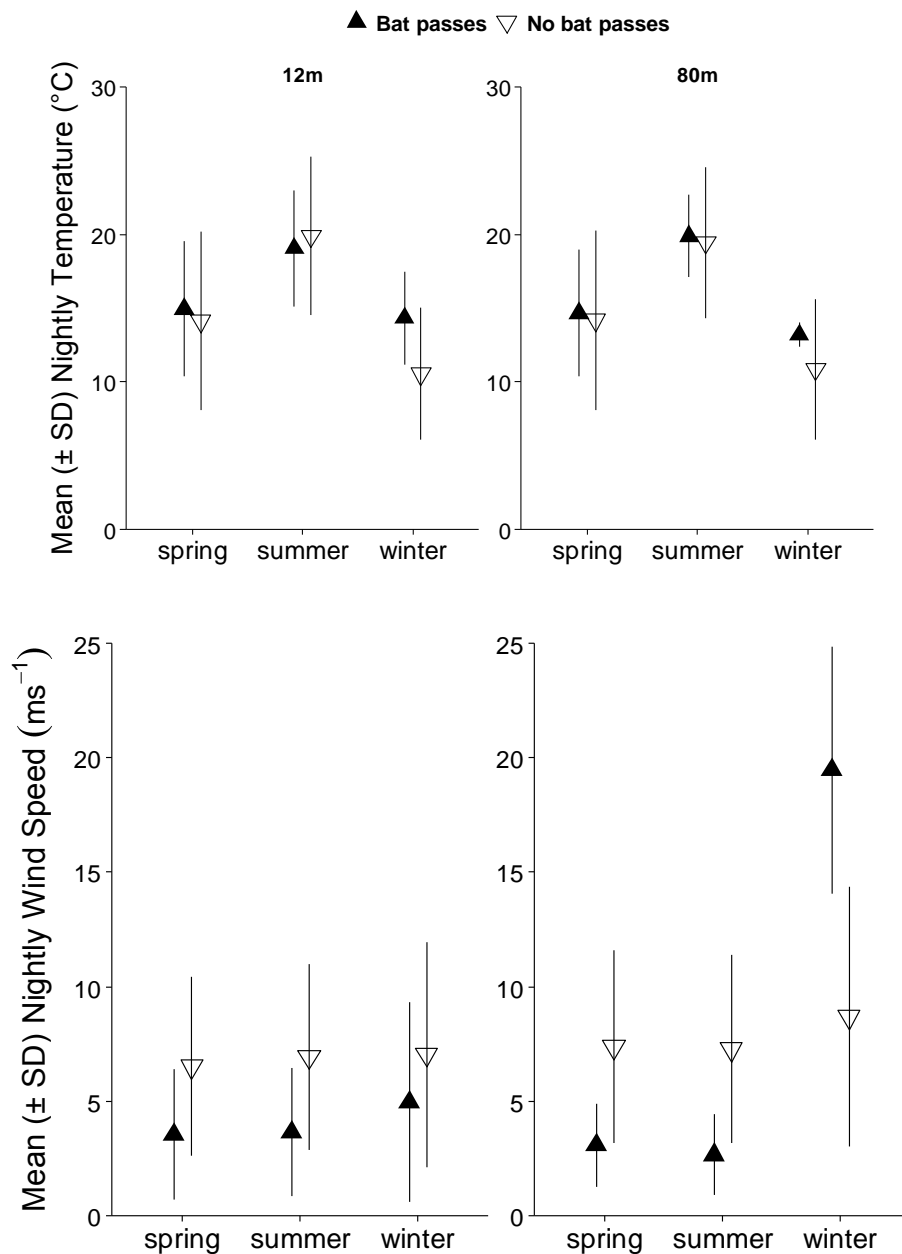 Bat passes No bat passes
12m
80m
Mean (± SD) Nightly Temperature (°C)
30
20
10
0
spring summer winter
30
20
10
0
spring summer winter
Mean (± SD) Nightly Wind Speed (ms⁻¹)
25
20
15
10
5
0
spring summer winter
25
20
15
10
5
0
spring summer winter